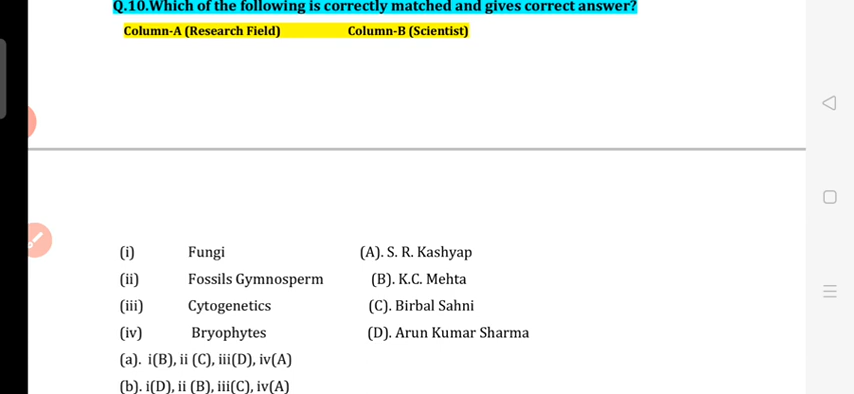 Q.10.Which of the following is correctly matched and gives correct answer?
Column-A (Research Field) Column-B (Scientist)
(i) Fungi (A). S. R. Kashyap
(ii) Fossils Gymnosperm (B). K.C. Mehta
(iii) Cytogenetics (C). Birbal Sahni
(iv) Bryophytes (D). Arun Kumar Sharma
(a). i(B), ii (C), iii(D), iv(A)
(b). i(D), ii (B), iii(C), iv(A)